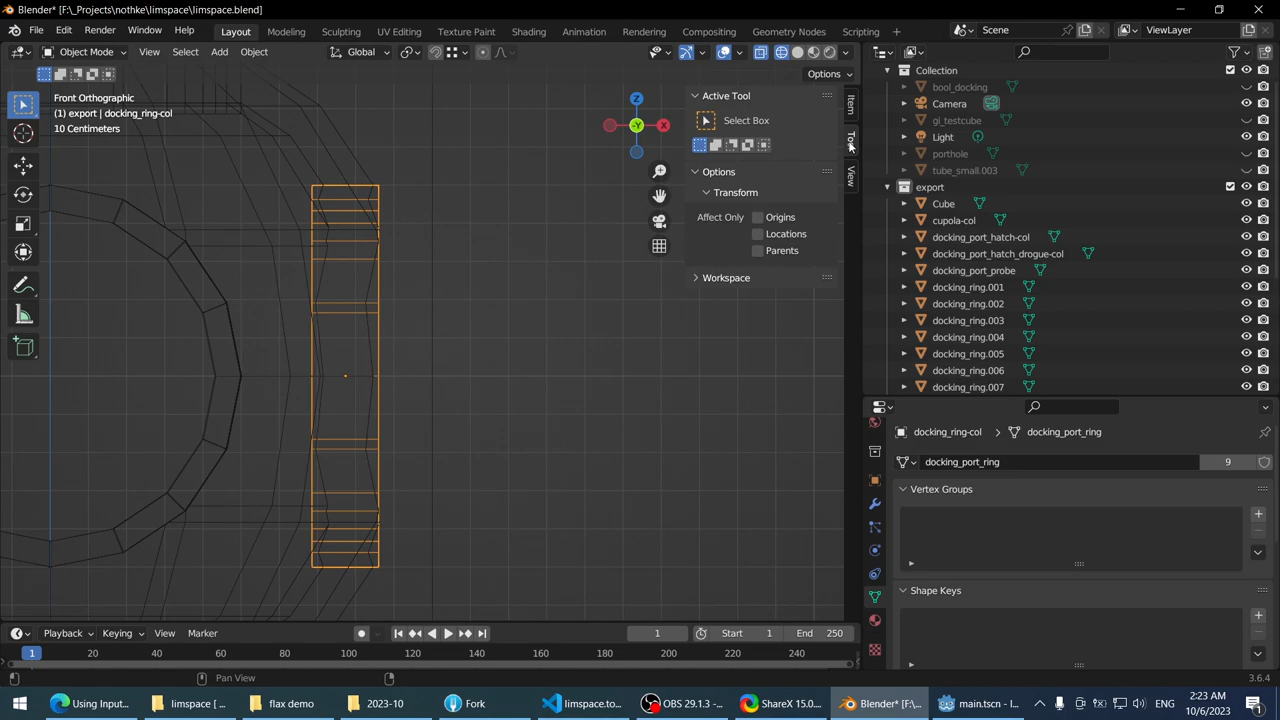 Blender* [F:\_Projects\nothke\limspace\limspace.blend]
File Edit Render Window Help Layout Modeling Sculpting UV Editing Texture Paint Shading Animation Rendering Compositing Geometry Nodes Scripting + Scene ViewLayer
Object Mode View Select Add Object Global
Options
Front Orthographic
(1) export | docking_ring-col
10 Centimeters
Z
-Y
X
Active Tool
Select Box
Options
Transform
Affect Only Origins
Locations
Parents
Workspace
Item
View
Collection
bool_docking
Camera
gi_testcube
Light
porthole
tube_small.003
export
Cube
cupola-col
docking_port_hatch-col
docking_port_hatch_drogue-col
docking_port_probe
docking_ring.001
docking_ring.002
docking_ring.003
docking_ring.004
docking_ring.005
docking_ring.006
docking_ring.007
docking_ring-col > docking_port_ring
docking_port_ring 9
Vertex Groups
Shape Keys
Playback Keying View Marker 1 Start 1 End 250
1 20 40 60 80 100 120 140 160 180 200 220 240
Pan View 3.6.4
Using Input... limspace [ ... flax demo 2023-10 Fork limspace.to... OBS 29.1.3 -... ShareX 15.0... Blender* [F:\... main.tscn - l...
2:23 AM
10/6/2023